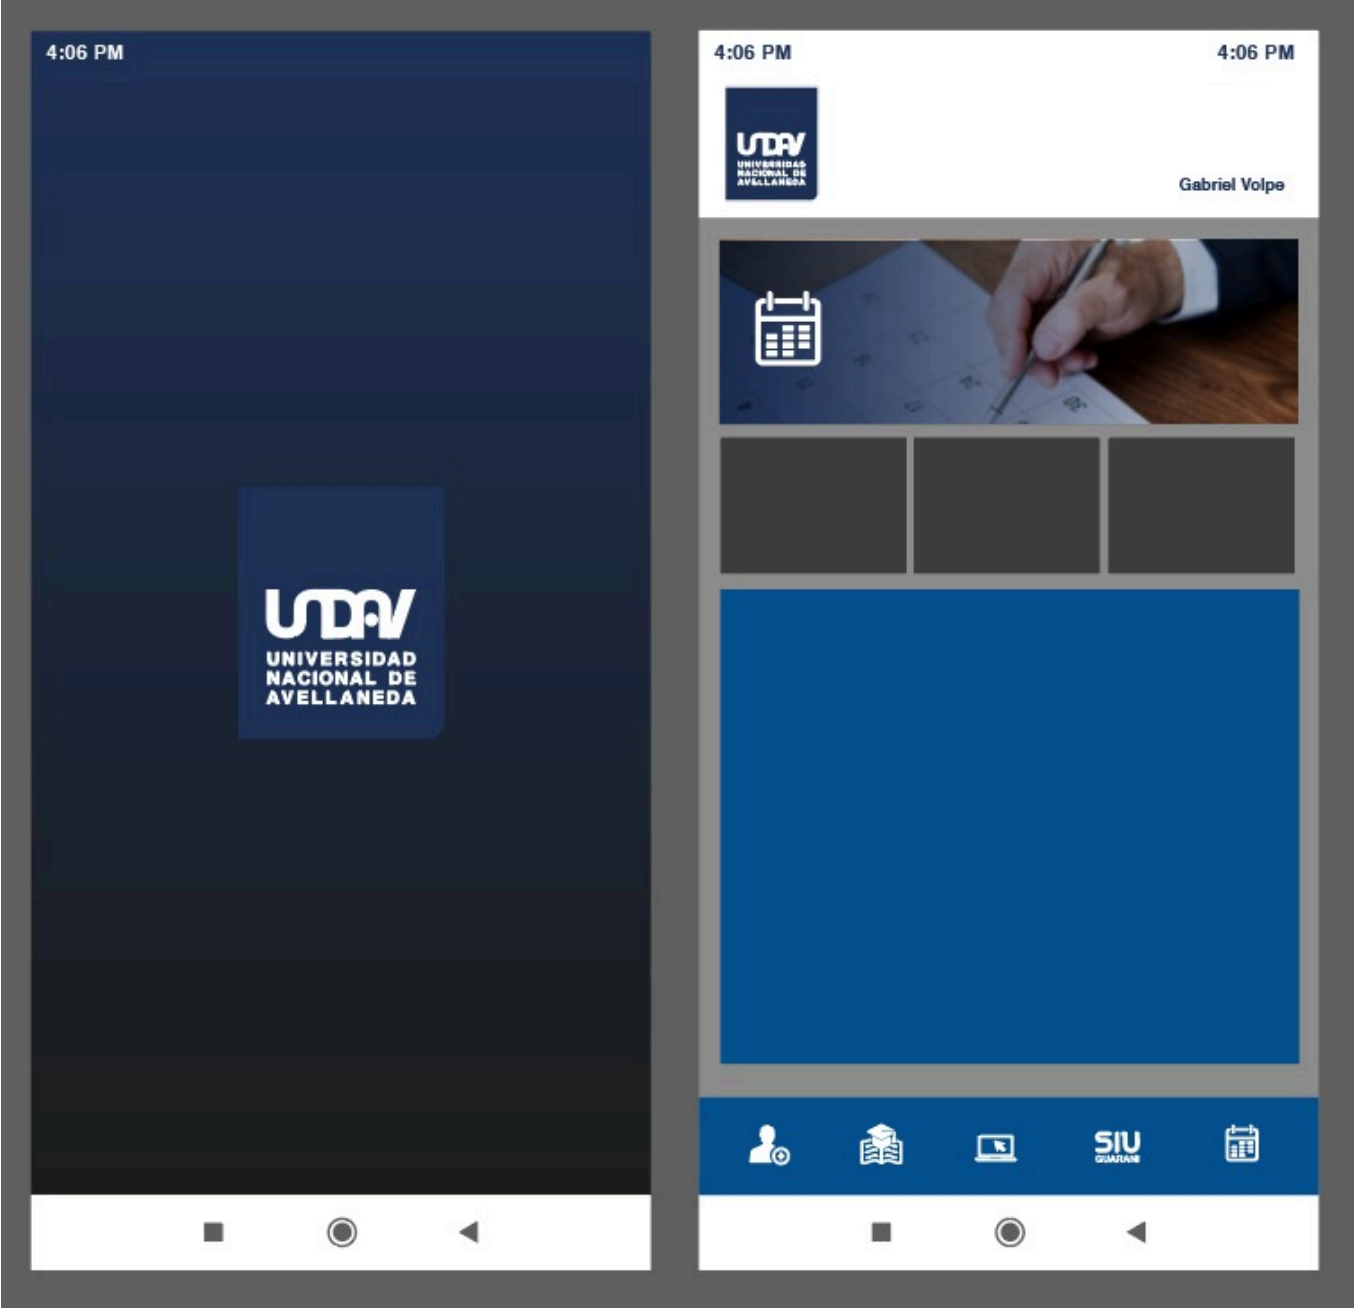 4:06 PM
UNDAV
UNIVERSIDAD
NACIONAL DE
AVELLANEDA
4:06 PM
4:06 PM
UNDAV
UNIVERSIDAD
NACIONAL DE
AVELLANEDA
Gabriel Volpe
SIU
GUARANI